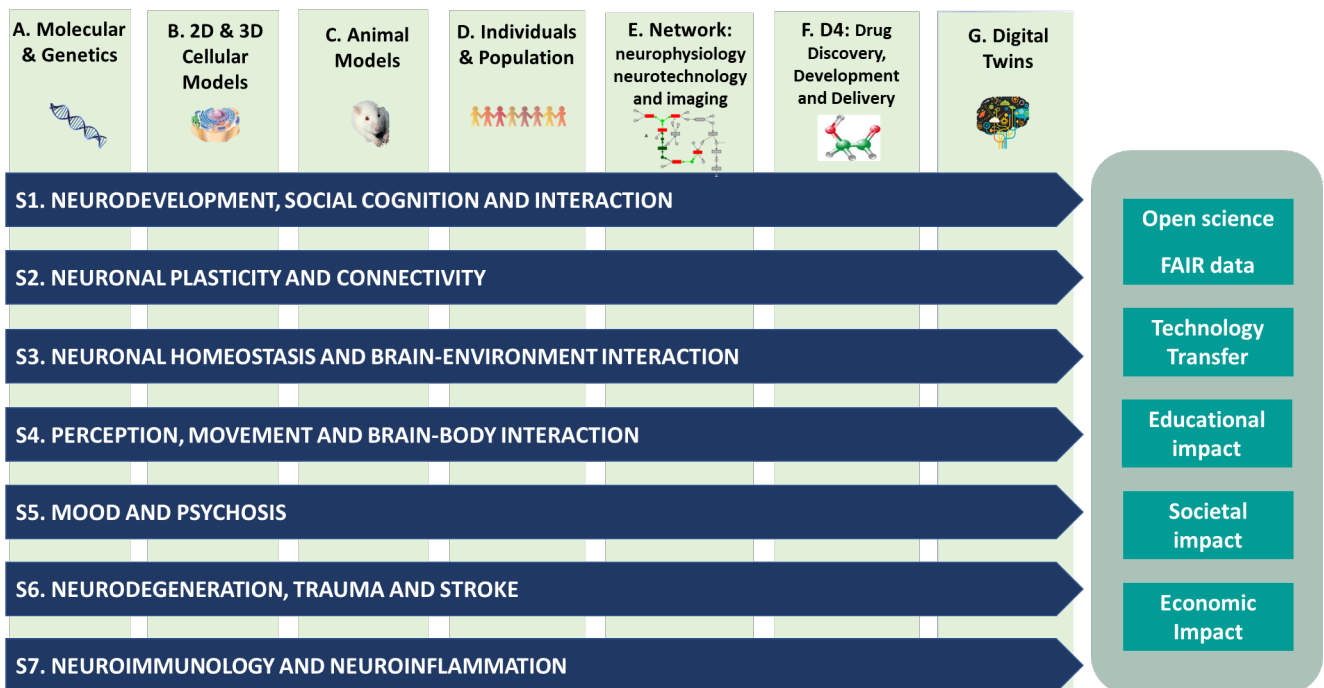 A. Molecular
& Genetics
B. 2D & 3D
Cellular
Models
C. Animal
Models
D. Individuals
& Population
E. Network:
neurophysiology
neurotechnology
and imaging
F. D4: Drug
Discovery,
Development
and Delivery
G. Digital
Twins
S1. NEURODEVELOPMENT, SOCIAL COGNITION AND INTERACTION
S2. NEURONAL PLASTICITY AND CONNECTIVITY
S3. NEURONAL HOMEOSTASIS AND BRAIN-ENVIRONMENT INTERACTION
S4. PERCEPTION, MOVEMENT AND BRAIN-BODY INTERACTION
S5. MOOD AND PSYCHOSIS
S6. NEURODEGENERATION, TRAUMA AND STROKE
S7. NEUROIMMUNOLOGY AND NEUROINFLAMMATION
Open science
FAIR data
Technology
Transfer
Educational
impact
Societal
impact
Economic
Impact